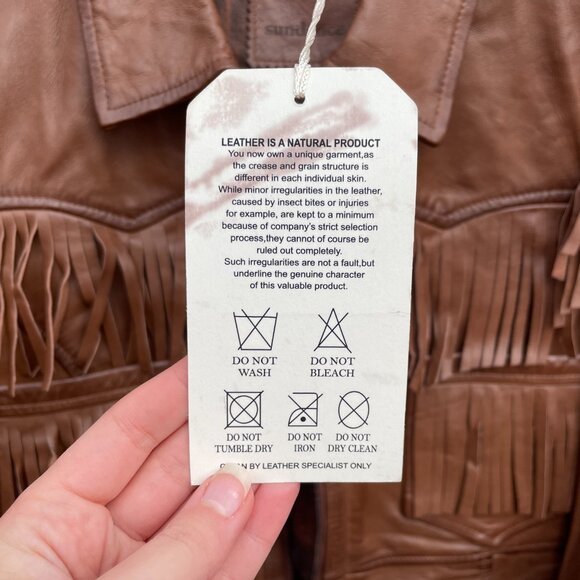 LEATHER IS A NATURAL PRODUCT
You now own a unique garment,as
the crease and grain structure is
different in each individual skin.
While minor irregularities in the leather,
caused by insect bites or injuries
for example, are kept to a minimum
because of company's strict selection
process,they cannot of course be
ruled out completely.
Such irregularities are not a fault,but
underline the genuine character
of this valuable product.
DO NOT
WASH
DO NOT
BLEACH
DO NOT
TUMBLE DRY
DO NOT
IRON
DO NOT
DRY CLEAN
BY LEATHER SPECIALIST ONLY